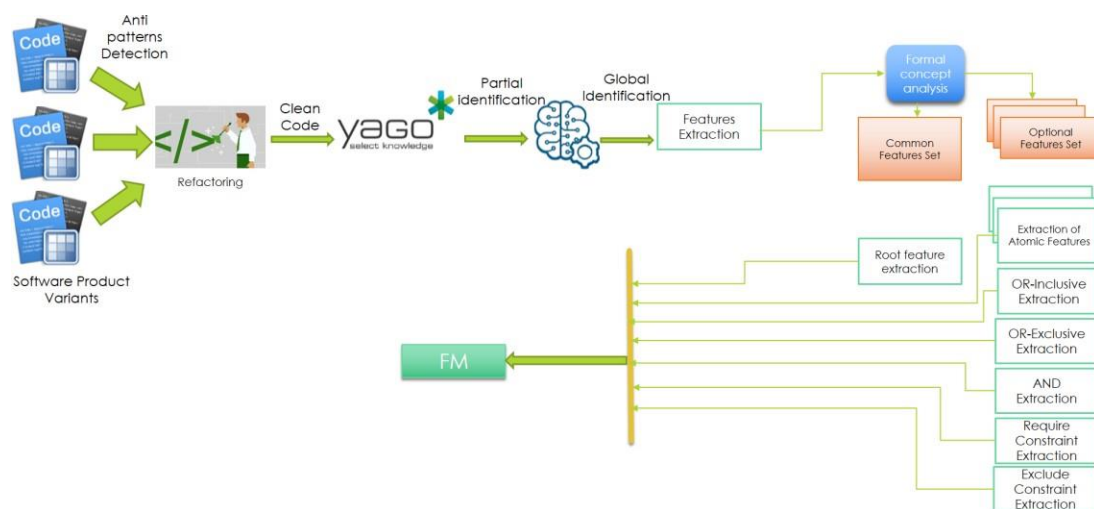 Anti
patterns
Detection
Code
Code
Code
Software Product
Variants
</>
Refactoring
Clean
Code
yago
select knowledge
Partial
identification
Global
Identification
Features
Extraction
Formal
concept
analysis
Common
Features Set
Optional
Features Set
Root feature
extraction
Extraction of
Atomic Features
OR-Inclusive
Extraction
OR-Exclusive
Extraction
AND
Extraction
Require
Constraint
Extraction
Exclude
Constraint
Extraction
FM